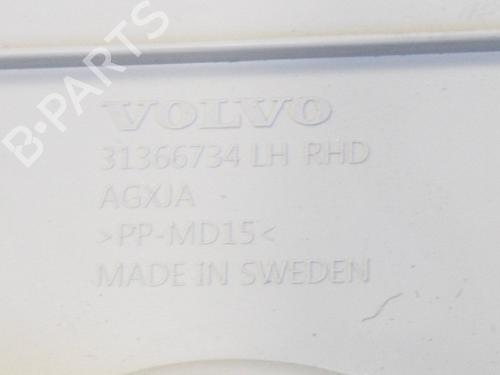 B-PARTS
VOLVO
31366734 LH RHD
AGXJA
>PP-MD15<
MADE IN SWEDEN